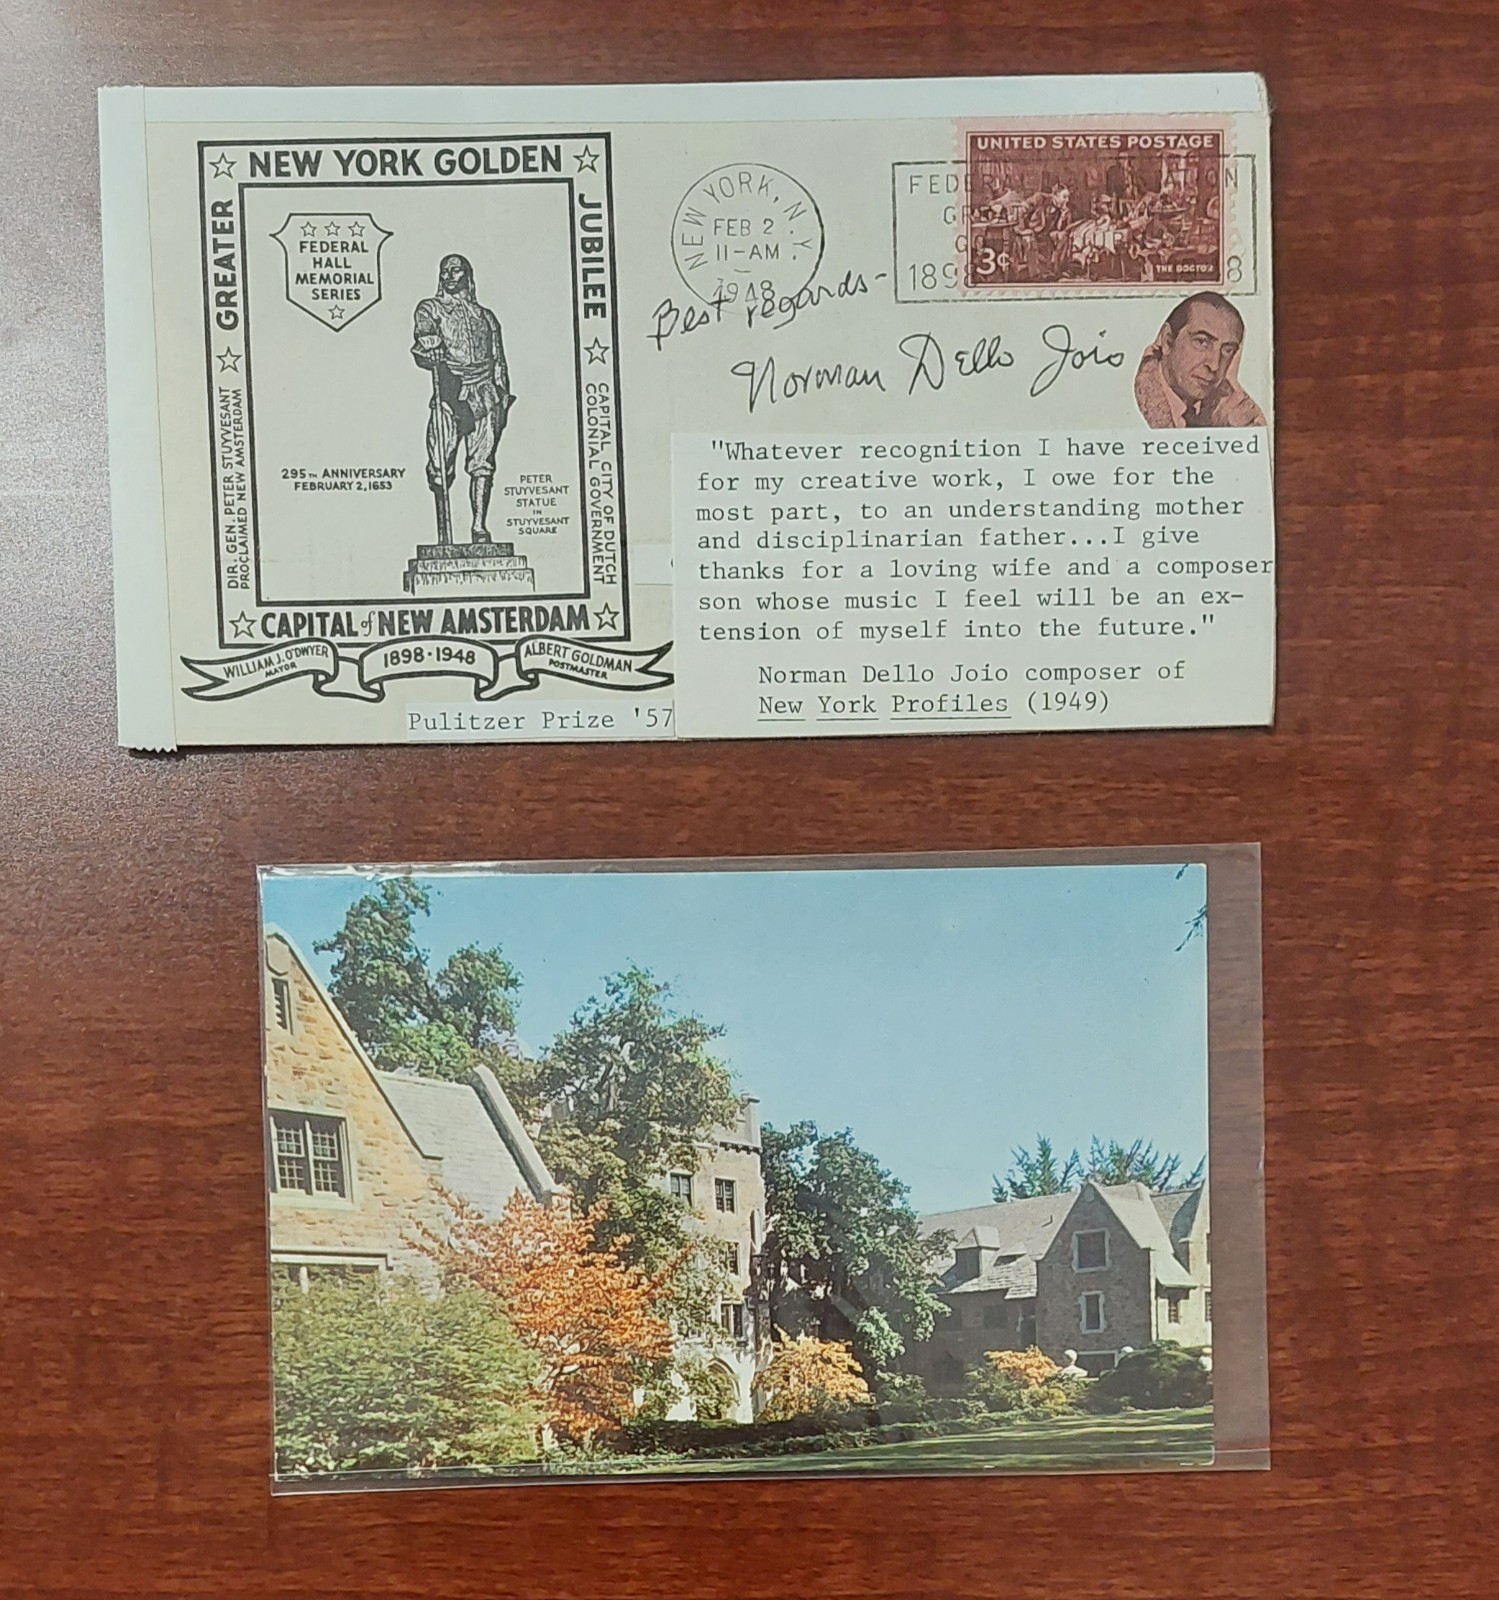 GREATER
NEW YORK GOLDEN
JUBILEE
FEDERAL
HALL
MEMORIAL
SERIES
295TH ANNIVERSARY
FEBRUARY 2, 1653
PETER
STUYVESANT
STATUE
IN
STUYVESANT
SQUARE
DIR. GEN. PETER STUYVESANT
PROCLAIMED NEW AMSTERDAM
CAPITAL CITY OF DUTCH
COLONIAL GOVERNMENT
CAPITAL of NEW AMSTERDAM
WILLIAM J. O'DWYER
MAYOR
1898 · 1948
ALBERT GOLDMAN
POSTMASTER
Pulitzer Prize '57
NEW YORK, N.Y.
FEB 2
11-AM
1948
UNITED STATES POSTAGE
3¢
THE DOCTOR
Best regards-
Norman Dello Joio
"Whatever recognition I have received
for my creative work, I owe for the
most part, to an understanding mother
and disciplinarian father...I give
thanks for a loving wife and a composer
son whose music I feel will be an ex-
tension of myself into the future."
Norman Dello Joio composer of
New York Profiles (1949)